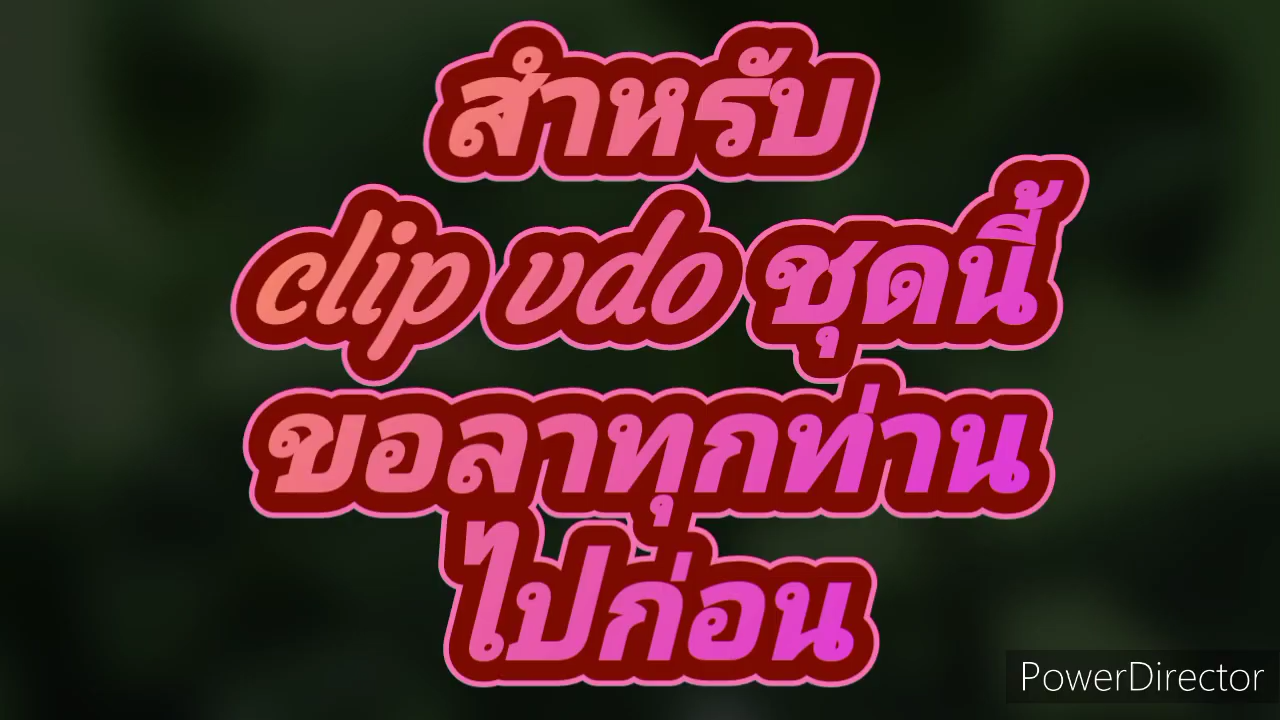 สำหรับ
clip vdo ชุดนี้
ขอลาทุกท่าน
ไปก่อน
PowerDirector